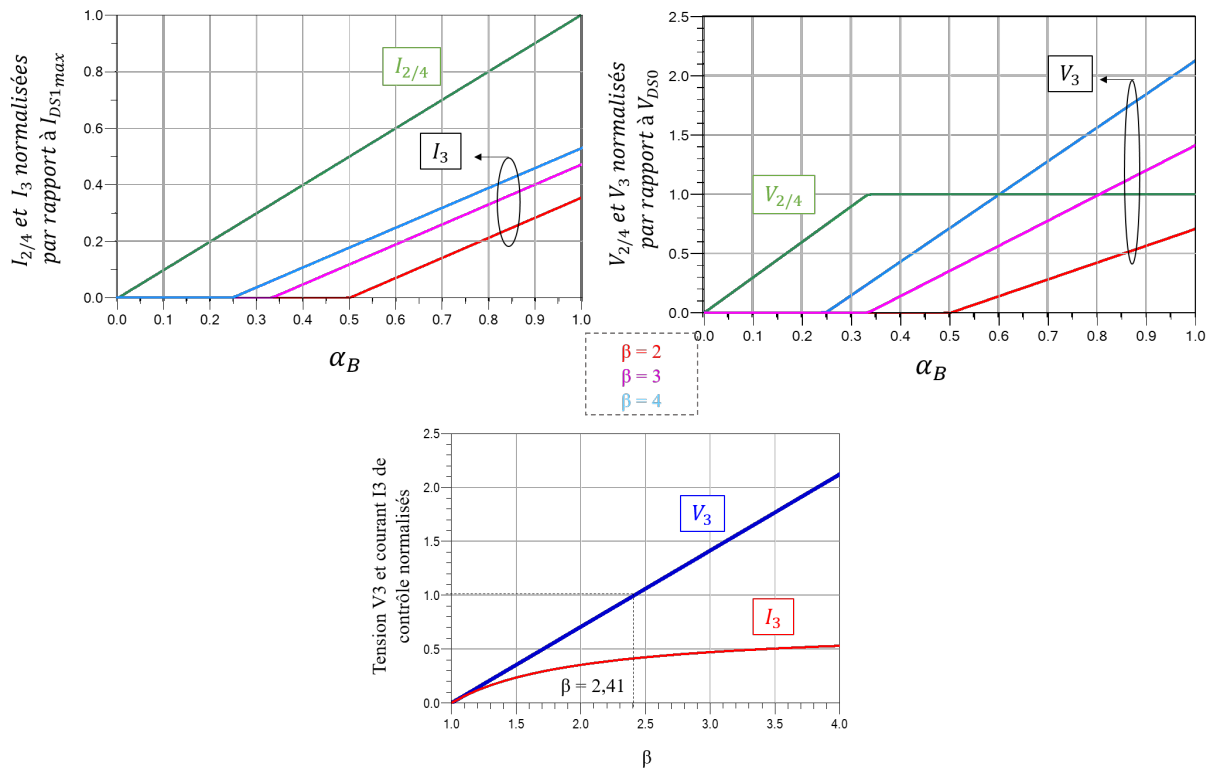 I2/4 et I3 normalisées
par rapport à IDS1max
1.0
0.8
0.6
0.4
0.2
0.0
I2/4
I3
0.0 0.1 0.2 0.3 0.4 0.5 0.6 0.7 0.8 0.9 1.0
αB
V2/4 et V3 normalisés
par rapport à VDS0
2.5
2.0
1.5
1.0
0.5
0.0
V3
V2/4
0.0 0.1 0.2 0.3 0.4 0.5 0.6 0.7 0.8 0.9 1.0
αB
β = 2
β = 3
β = 4
Tension V3 et courant I3 de
contrôle normalisés
2.5
2.0
1.5
1.0
0.5
0.0
V3
I3
β = 2,41
1.0 1.5 2.0 2.5 3.0 3.5 4.0
β